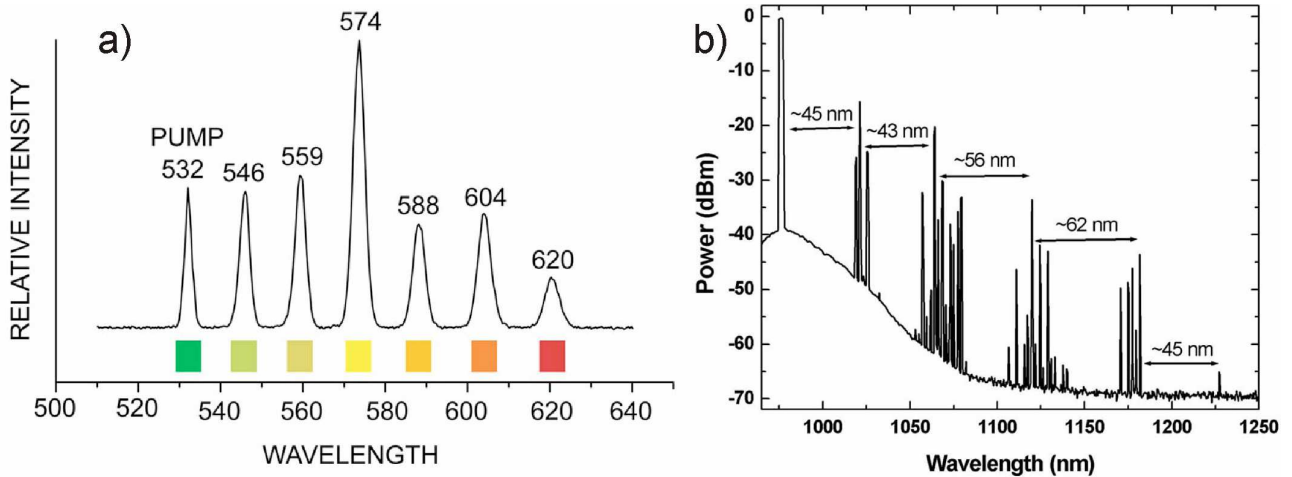 a)
574
PUMP
532
546
559
588
604
620
RELATIVE INTENSITY
500
520
540
560
580
600
620
640
WAVELENGTH
b)
0
-10
-20
-30
-40
-50
-60
-70
~45 nm
~43 nm
~56 nm
~62 nm
~45 nm
Power (dBm)
1000
1050
1100
1150
1200
1250
Wavelength (nm)